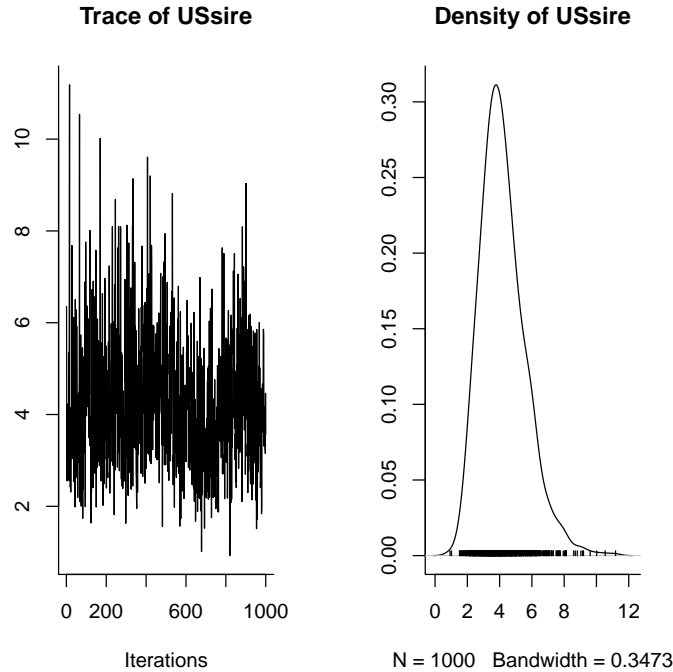 Trace of USsire
Density of USsire
10
8
6
4
2
0 200 600 1000
Iterations
0.30
0.25
0.20
0.15
0.10
0.05
0.00
0 2 4 6 8 12
N = 1000 Bandwidth = 0.3473